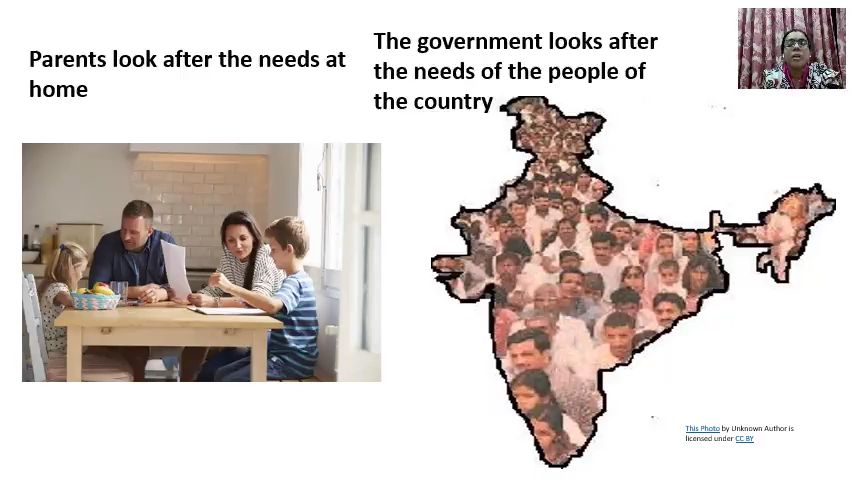 Parents look after the needs at
home
The government looks after
the needs of the people of
the country
This Photo by Unknown Author is
licensed under CC BY